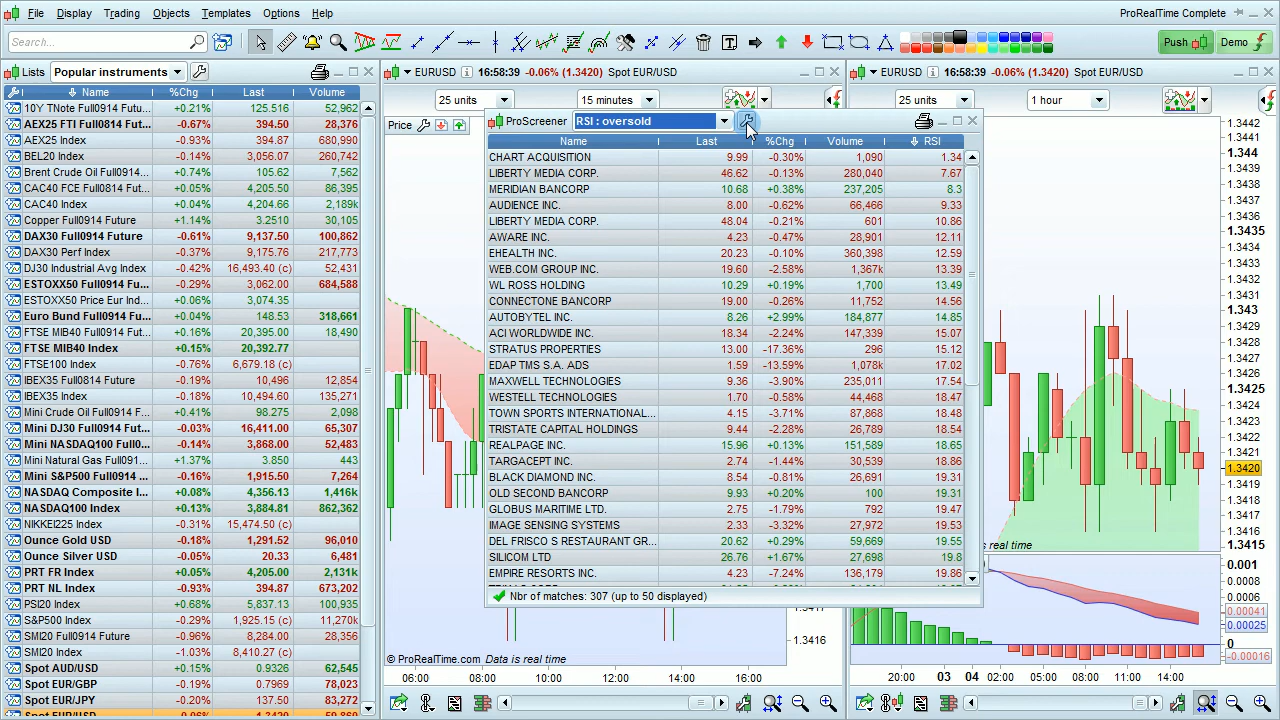 File Display Trading Objects Templates Options Help ProRealTime Complete
Search... Push Demo
Lists Popular instruments
EURUSD 16:58:39 -0.06% (1.3420) Spot EUR/USD
EURUSD 16:58:39 -0.06% (1.3420) Spot EUR/USD
25 units 15 minutes
25 units 1 hour
Name %Chg Last Volume
10Y TNote Full0914 Futu... +0.21% 125.516 52,962
AEX25 FTI Full0814 Fu... -0.67% 394.50 28,376
AEX25 Index -0.93% 394.87 680,990
BEL20 Index -0.14% 3,056.07 260,742
Brent Crude Oil Full0914... +0.74% 105.62 7,562
CAC40 FCE Full0814 Fu... +0.05% 4,205.50 86,395
CAC40 Index -0.03% 4,204.66 2,189k
Copper Full0914 Future +1.14% 3.2510 30,105
DAX30 Full0914 Future -0.61% 9,137.50 100,862
DAX30 Perf Index -0.37% 9,175.76 217,773
DJ30 Industrial Avg Index -0.42% 16,493.40 (c) 52,431
ESTOXX50 Full0914 Fut... -0.29% 3,060.00 684,588
ESTOXX50 Price Eur Ind... +0.06% 3,074.35
Euro Bund Full0914 Fut... +0.04% 148.53 318,661
FTSE MIB40 Full0914 Fut... +0.16% 20,395.00 18,490
FTSE MIB40 Index +0.15% 20,392.77
FTSE100 Index -0.76% 6,679.18 (c)
IBEX35 Full0814 Future -0.19% 10,496 12,854
IBEX35 Index -0.18% 10,494.60 135,271
Mini Crude Oil Full0914 F... +0.41% 98.275 2,098
Mini DJ30 Full0914 Fut... -0.03% 16,411.00 65,307
Mini NASDAQ100 Full0... -0.14% 3,868.00 52,483
Mini Natural Gas Full091... +1.37% 3.850 443
Mini S&P500 Full0914 ... -0.16% 1,915.50 7,264
NASDAQ Composite I... +0.08% 4,356.13 1,416k
NASDAQ100 Index +0.13% 3,884.81 862,362
NIKKEI225 Index -0.31% 15,474.50 (c)
Ounce Gold USD -0.18% 1,291.52 96,010
Ounce Silver USD -0.05% 20.33 6,481
PRT FR Index +0.05% 4,205.00 2,131k
PRT NL Index -0.93% 394.87 673,202
PSI20 Index +0.68% 5,837.13 100,935
S&P500 Index -0.29% 1,925.15 (c) 11,270k
SMI20 Full0914 Future -0.96% 8,284.00 28,356
SMI20 Index -1.03% 8,410.27 (c)
Spot AUD/USD +0.15% 0.9326 62,545
Spot EUR/GBP -0.19% 0.7969 78,023
Spot EUR/JPY -0.20% 137.50 83,272
Price
ProScreener RSI : oversold
Name Last %Chg Volume RSI
CHART ACQUISITION 9.99 -0.30% 1,090 1.34
LIBERTY MEDIA CORP. 46.62 -0.13% 280,040 7.67
MERIDIAN BANCORP 10.68 +0.38% 237,205 8.3
AUDIENCE INC. 8.00 -0.62% 66,466 9.33
LIBERTY MEDIA CORP. 48.04 -0.21% 601 10.86
AWARE INC. 4.23 -0.47% 28,901 12.11
EHEALTH INC. 20.23 -0.10% 360,398 12.59
WEB.COM GROUP INC. 19.60 -2.58% 1,367k 13.39
WL ROSS HOLDING 10.29 +0.19% 1,700 13.49
CONNECTONE BANCORP 19.00 -0.26% 11,752 14.56
AUTOBYTEL INC. 8.26 +2.99% 184,877 14.85
ACI WORLDWIDE INC. 18.34 -2.24% 147,339 15.07
STRATUS PROPERTIES 13.00 -17.36% 296 15.12
EDAP TMS S.A. ADS 1.59 -13.59% 1,078k 17.02
MAXWELL TECHNOLOGIES 9.36 -3.90% 235,011 17.54
WESTELL TECHNOLOGIES 1.70 -0.58% 44,468 18.47
TOWN SPORTS INTERNATIONAL... 4.15 -3.71% 87,868 18.48
TRISTATE CAPITAL HOLDINGS 9.44 -2.28% 26,789 18.54
REALPAGE INC. 15.96 +0.13% 151,589 18.65
TARGACEPT INC. 2.74 -1.44% 30,539 18.86
BLACK DIAMOND INC. 8.54 -0.81% 26,691 19.31
OLD SECOND BANCORP 9.93 +0.20% 100 19.31
GLOBUS MARITIME LTD. 2.75 -1.79% 792 19.47
IMAGE SENSING SYSTEMS 2.33 -3.32% 27,972 19.53
DEL FRISCO S RESTAURANT GR... 20.62 +0.29% 59,669 19.55
SILICOM LTD 26.76 +1.67% 27,698 19.8
EMPIRE RESORTS INC. 4.23 -7.24% 136,179 19.86
Nbr of matches: 307 (up to 50 displayed)
1.3417
1.3416
© ProRealTime.com Data is real time
06:00 08:00 10:00 12:00 14:00 16:00
1.3442
1.344
1.3436
1.3435
1.3432
1.3431
1.343
1.3429
1.3428
1.3426
1.3425
1.3424
1.3422
1.3421
1.3420
1.3419
1.3417
1.3416
1.3415
is real time
0.001
0.0008
0.0006
0.00041
0.00025
0
-0.00016
20:00 03 04 02:00 05:00 08:00 11:00 14:00